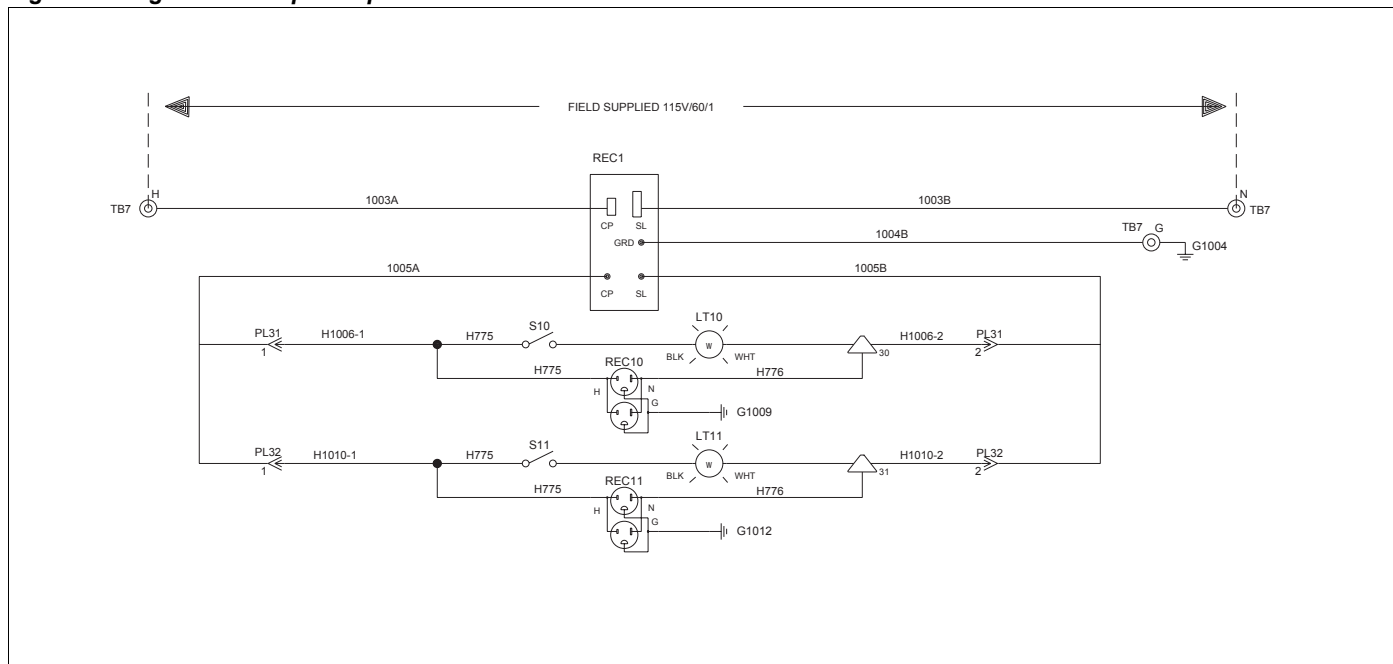 FIELD SUPPLIED 115V/60/1
REC1
H
N
TB7
1003A
1003B
TB7
CP
SL
TB7
G
GRD
1004B
G1004
1005A
1005B
CP
SL
PL31
1
H1006-1
H775
S10
LT10
W
BLK
WHT
30
H1006-2
PL31
2
H775
REC10
H776
H
N
G
G1009
PL32
1
H1010-1
H775
S11
LT11
W
BLK
WHT
31
H1010-2
PL32
2
H775
REC11
H776
H
N
G
G1012